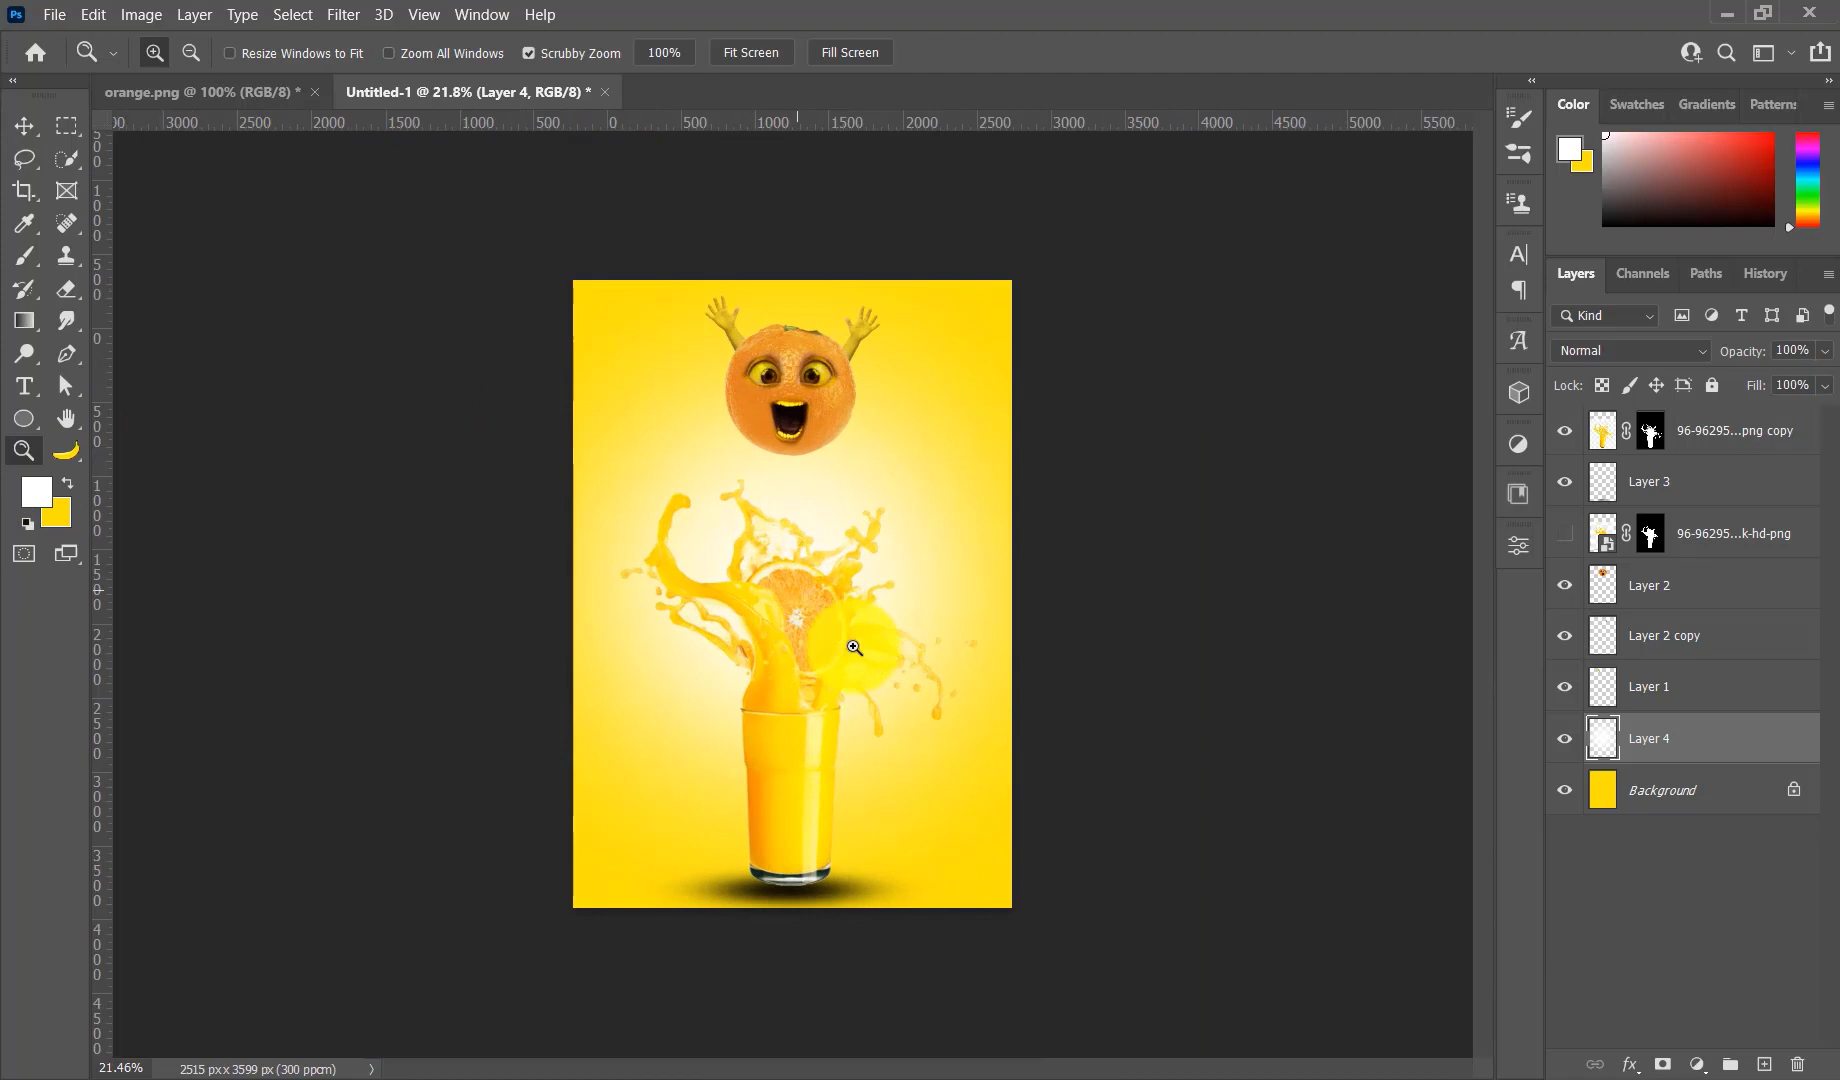 Ps File Edit Image Layer Type Select Filter 3D View Window Help
Resize Windows to Fit Zoom All Windows Scrubby Zoom 100% Fit Screen Fill Screen
orange.png @ 100% (RGB/8) * Untitled-1 @ 21.8% (Layer 4, RGB/8) *
Color Swatches Gradients Patterns
3000 2500 2000 1500 1000 500 0 500 1000 1500 2000 2500 3000 3500 4000 4500 5000 5500
Layers Channels Paths History
Kind
Normal Opacity: 100%
Lock: Fill: 100%
96-96295...png copy
Layer 3
96-96295...k-hd-png
Layer 2
Layer 2 copy
Layer 1
Layer 4
Background
21.46% 2515 px x 3599 px (300 ppcm)